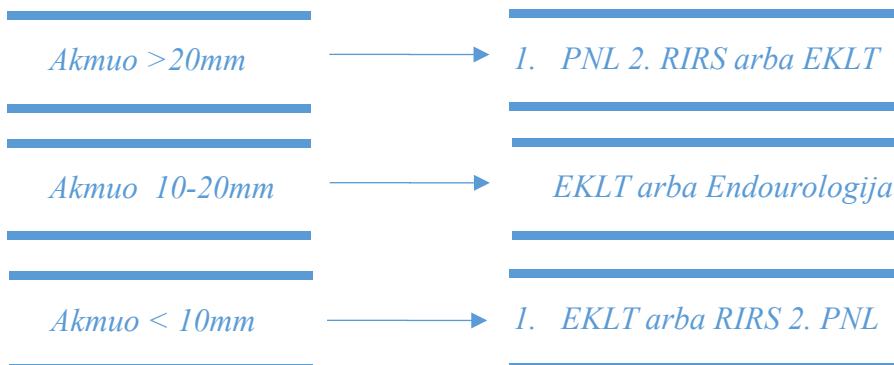 Akmuo >20mm
1. PNL 2. RIRS arba EKLT
Akmuo 10-20mm
EKLT arba Endourologija
Akmuo < 10mm
1. EKLT arba RIRS 2. PNL